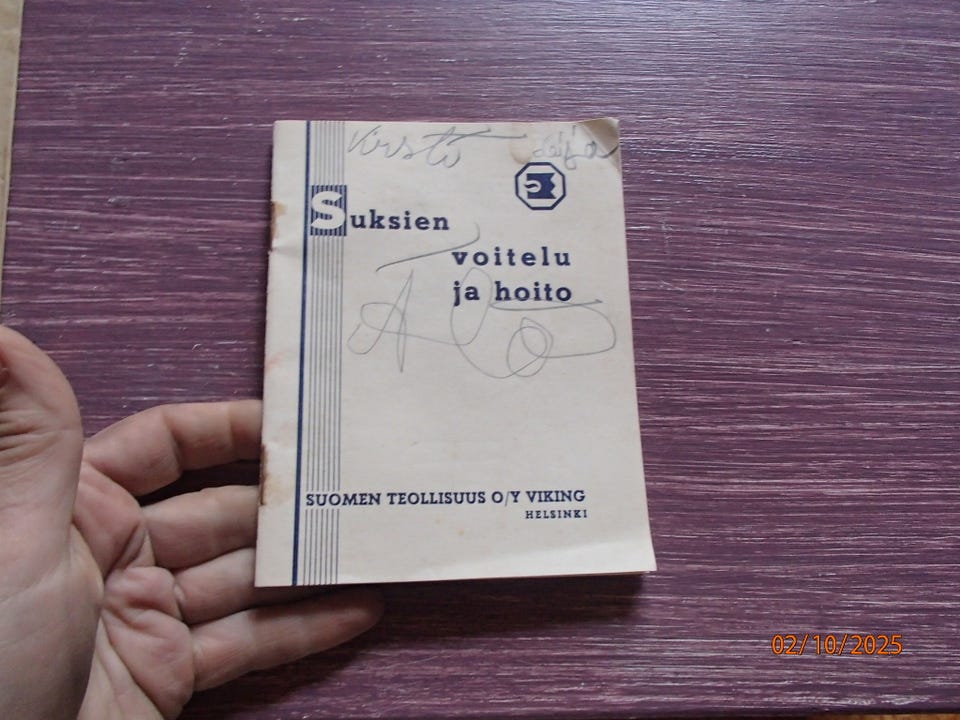 Kirsti
Suksien
voitelu
ja hoito
SUOMEN TEOLLISUUS O/Y VIKING
HELSINKI
02/10/2025